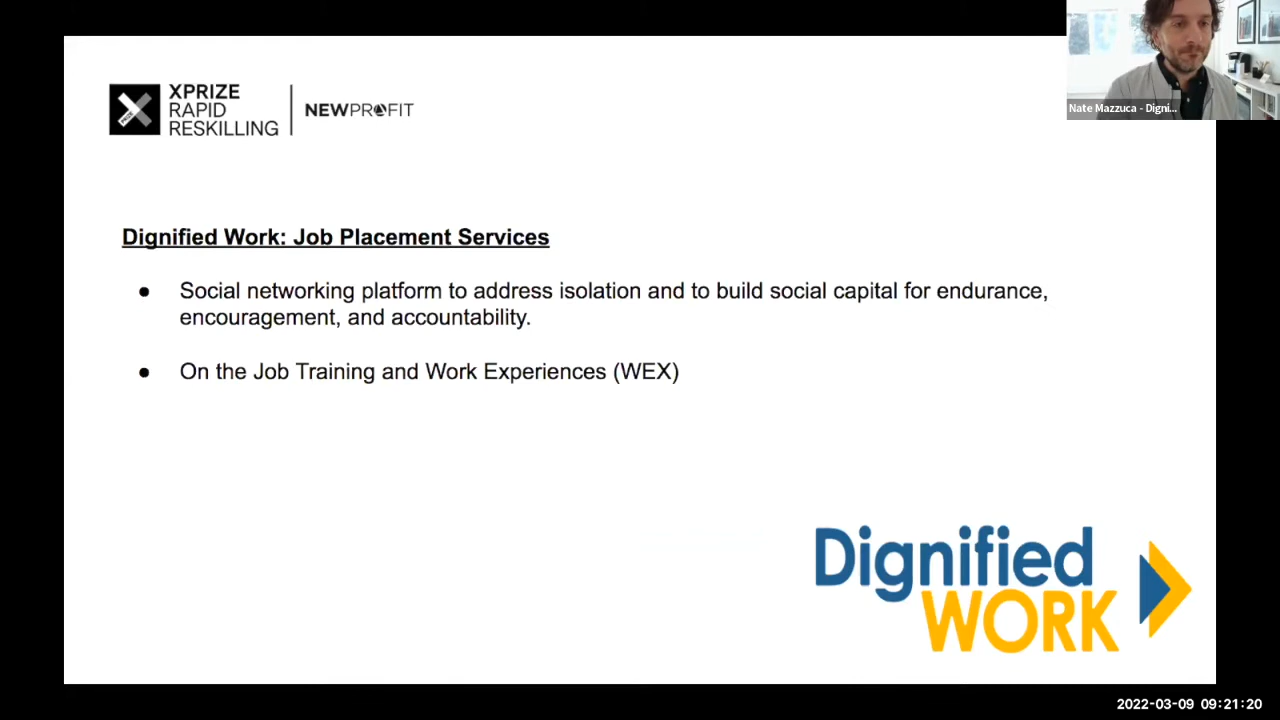 XPRIZE
RAPID
RESKILLING
NEWPROFIT
Nate Mazzuca - Digni...
Dignified Work: Job Placement Services
● Social networking platform to address isolation and to build social capital for endurance,
encouragement, and accountability.
● On the Job Training and Work Experiences (WEX)
Dignified
WORK
2022-03-09 09:21:20